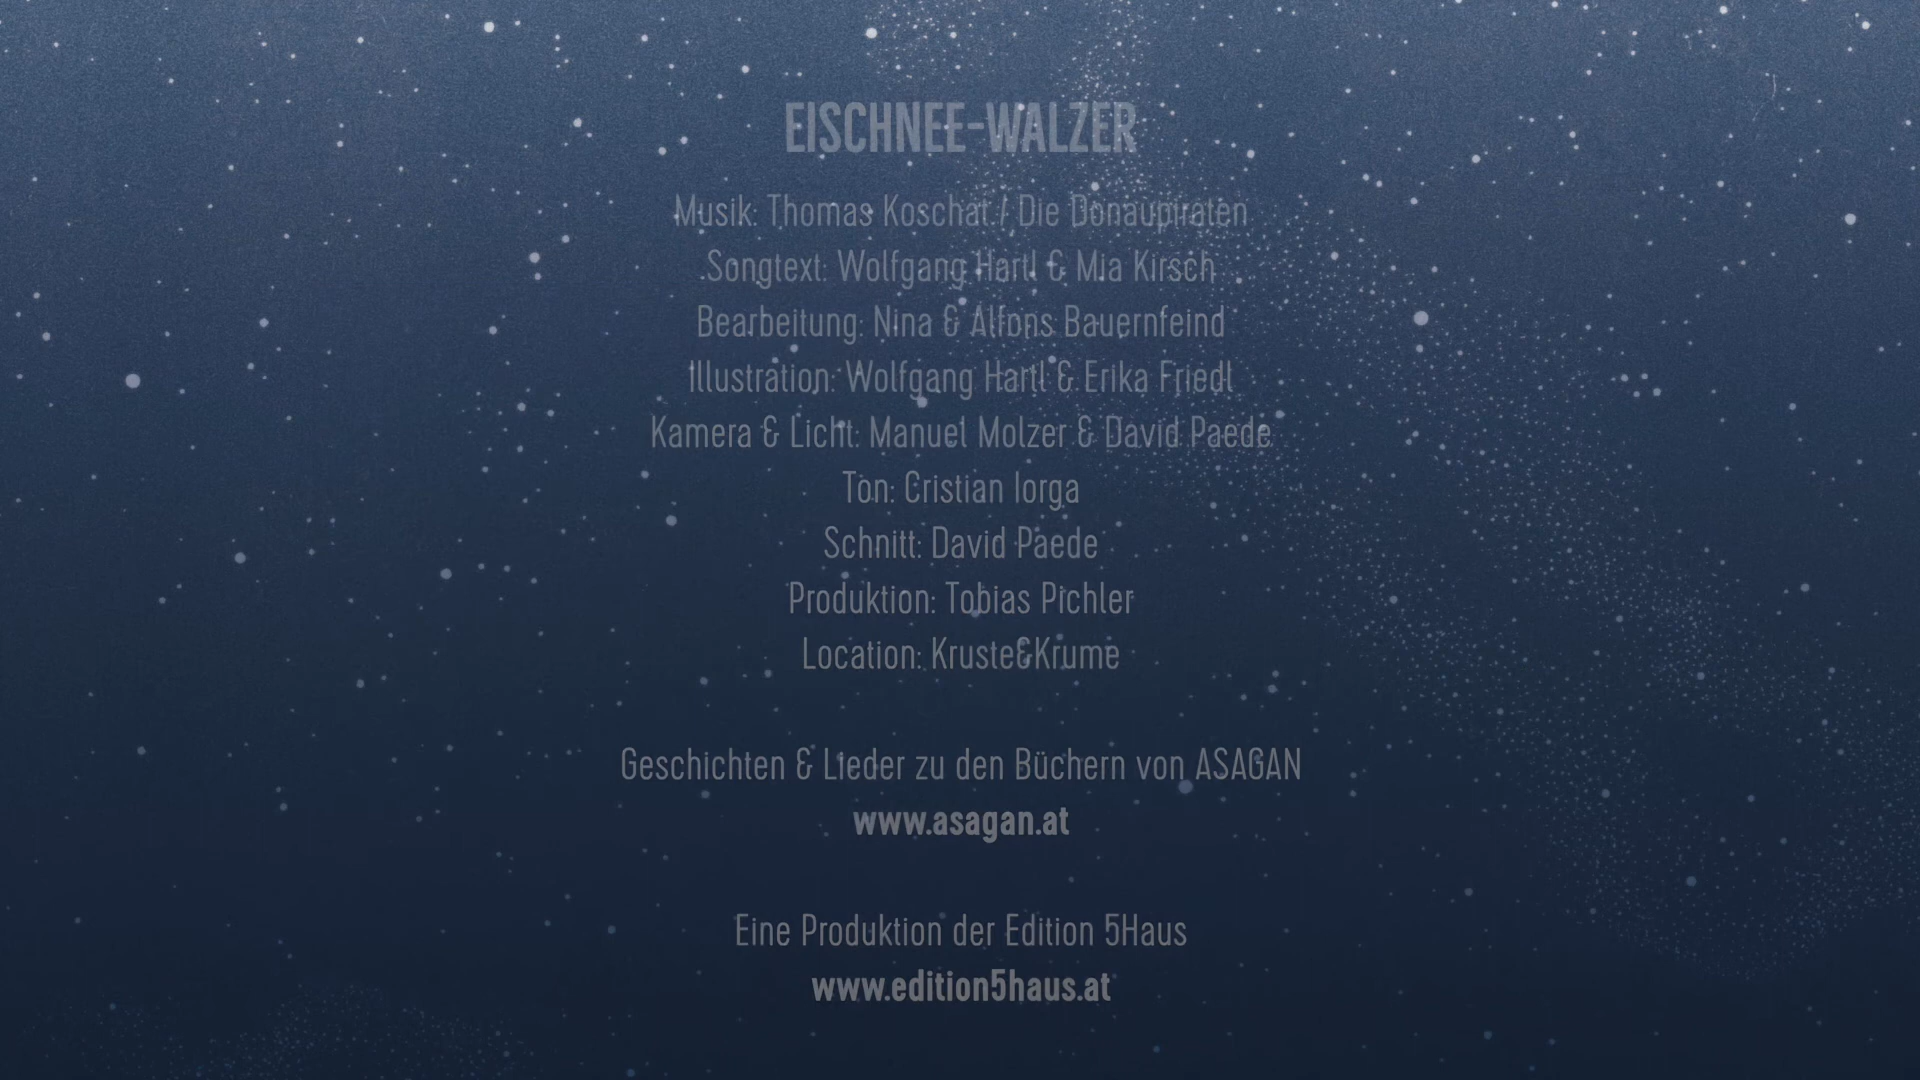 EISCHNEE-WALZER
Musik: Thomas Koschat / Die Donaupiraten
Songtext: Wolfgang Hartl & Mia Kirsch
Bearbeitung: Nina & Alfons Bauernfeind
Illustration: Wolfgang Hartl & Erika Friedl
Kamera & Licht: Manuel Molzer & David Paede
Ton: Cristian Iorga
Schnitt: David Paede
Produktion: Tobias Pichler
Location: Kruste&Krume
Geschichten & Lieder zu den Büchern von ASAGAN
www.asagan.at
Eine Produktion der Edition 5Haus
www.edition5haus.at